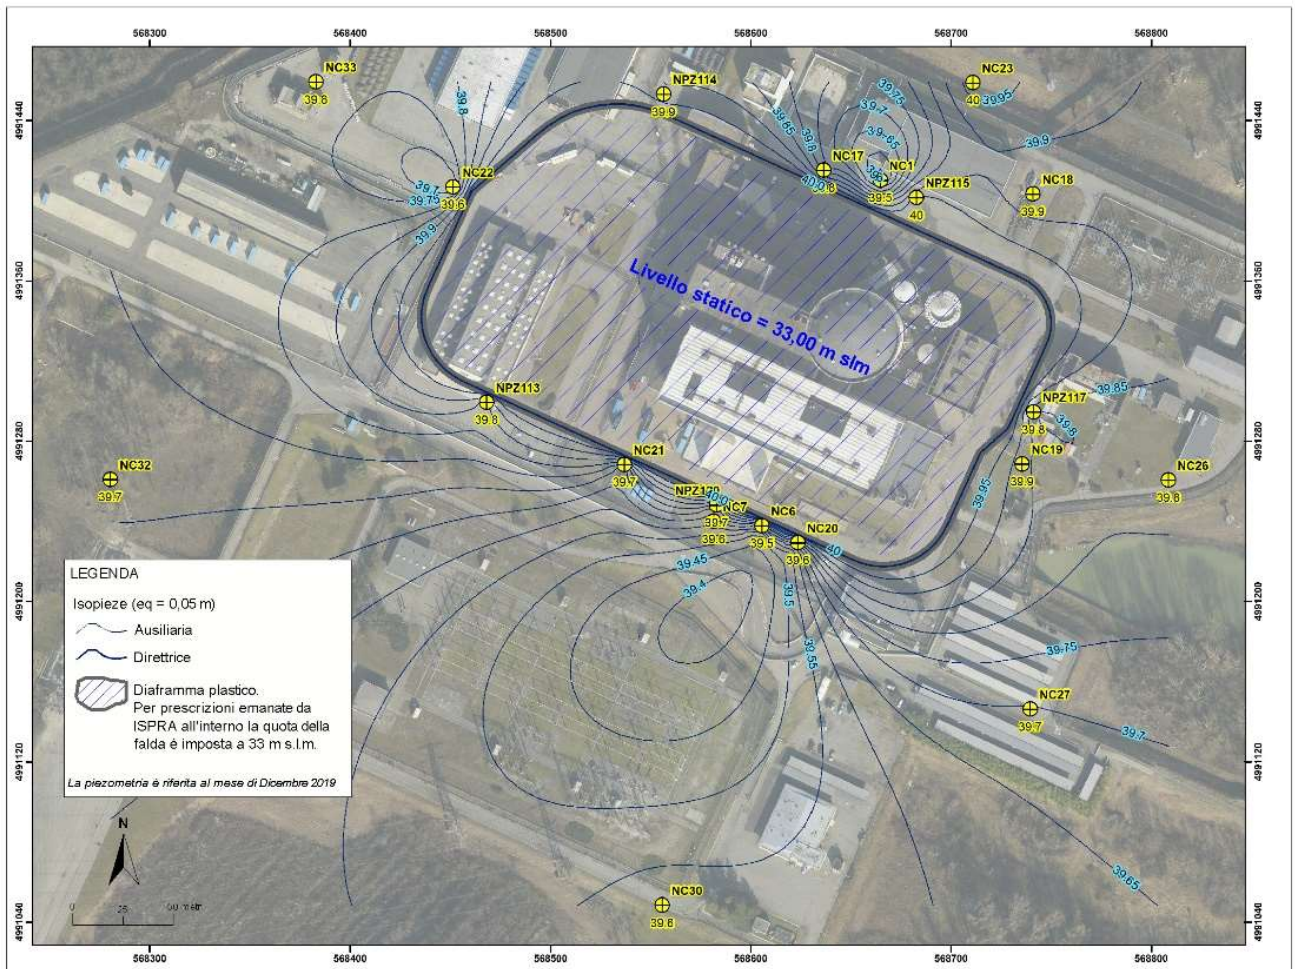 568300
568400
568500
568600
568700
568800
4991440
4991360
4991280
4991200
4991120
4991040
4991440
4991360
4991280
4991200
4991120
4991040
NC33
39.8
39.8
NPZ114
39.9
39.75
39.7
39.65
39.85
39.8
NC23
40
39.95
39.9
NC22
39.7
39.75
39.6
39.9
NC17
40.0
NC1
39.5
NPZ115
40
NC18
39.9
Livello statico = 33,00 m slm
NPZ113
39.8
39.85
NPZ117
39.8
39.8
NC19
39.9
NC26
39.8
NC32
39.7
NC21
39.7
39.95
NPZ120
40.0
NC7
39.7
39.6
NC6
39.5
NC20
39.6
40
39.45
39.4
39.5
39.55
39.75
NC27
39.7
39.7
39.65
NC30
39.6
LEGENDA
Isopieze (eq = 0,05 m)
Ausiliaria
Direttrice
Diaframma plastico.
Per prescrizioni emanate da
ISPRA all'interno la quota della
falda è imposta a 33 m s.l.m.
La piezometria è riferita al mese di Dicembre 2019
N
0 25 50 metri
568300
568400
568500
568600
568700
568800